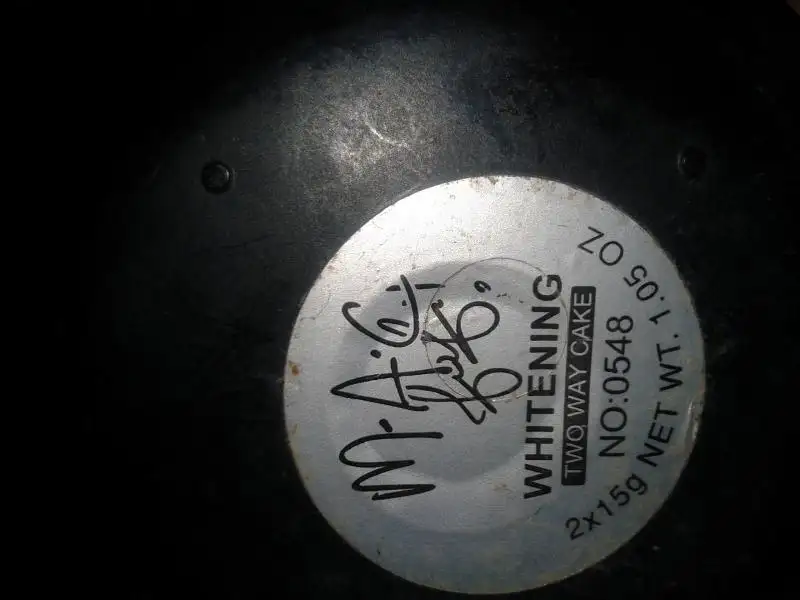 M.A.C
WHITENING
TWO WAY CAKE
NO:0548
2x15g NET WT. 1.05 OZ